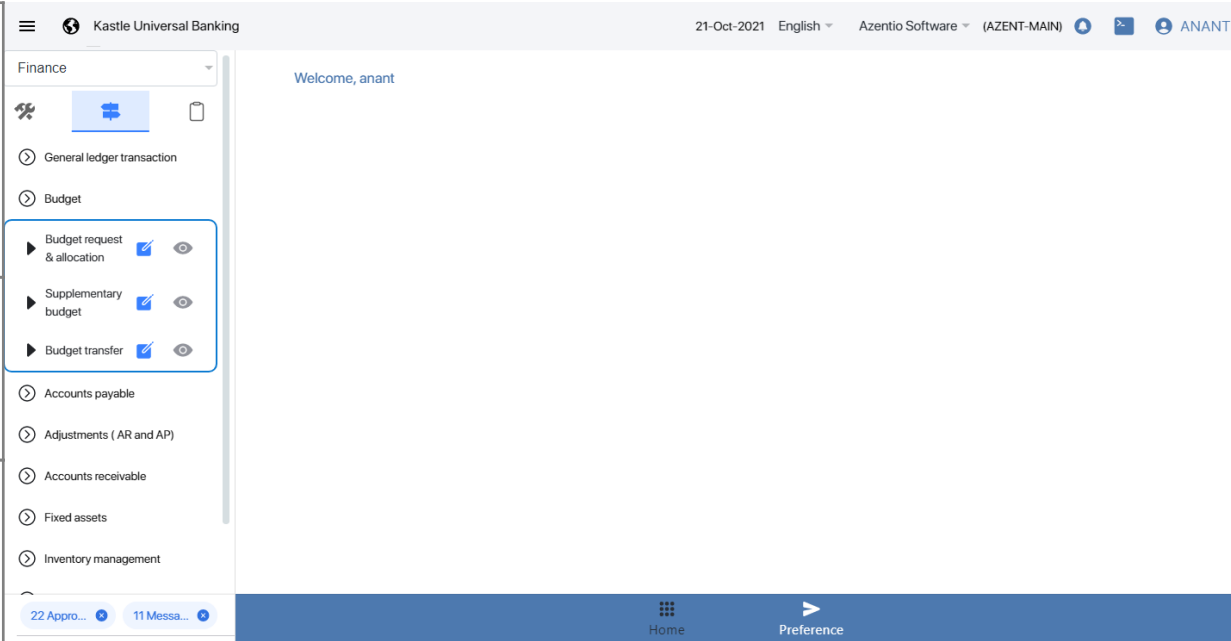 Kastle Universal Banking
21-Oct-2021 English Azentio Software (AZENT-MAIN) ANANT
Finance
Welcome, anant
General ledger transaction
Budget
Budget request
& allocation
Supplementary
budget
Budget transfer
Accounts payable
Adjustments ( AR and AP)
Accounts receivable
Fixed assets
Inventory management
22 Appro... 11 Messa...
Home Preference